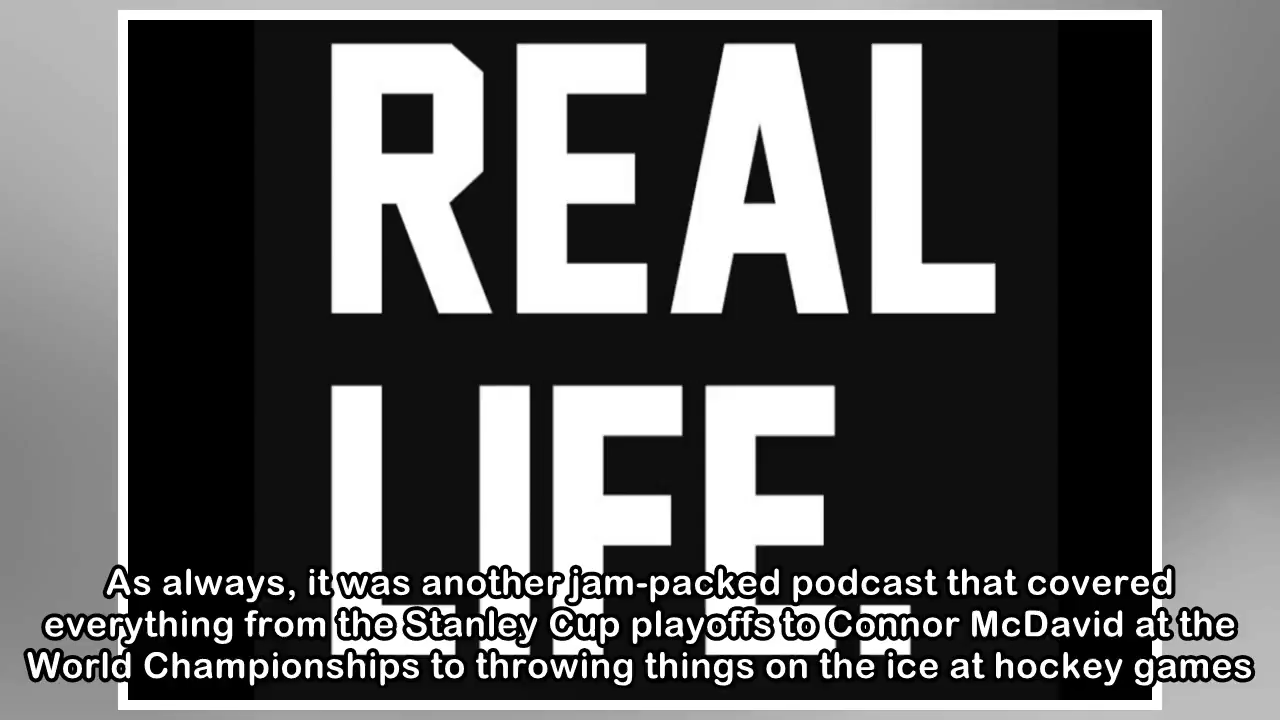 REAL
LIFE.
As always, it was another jam-packed podcast that covered
everything from the Stanley Cup playoffs to Connor McDavid at the
World Championships to throwing things on the ice at hockey games